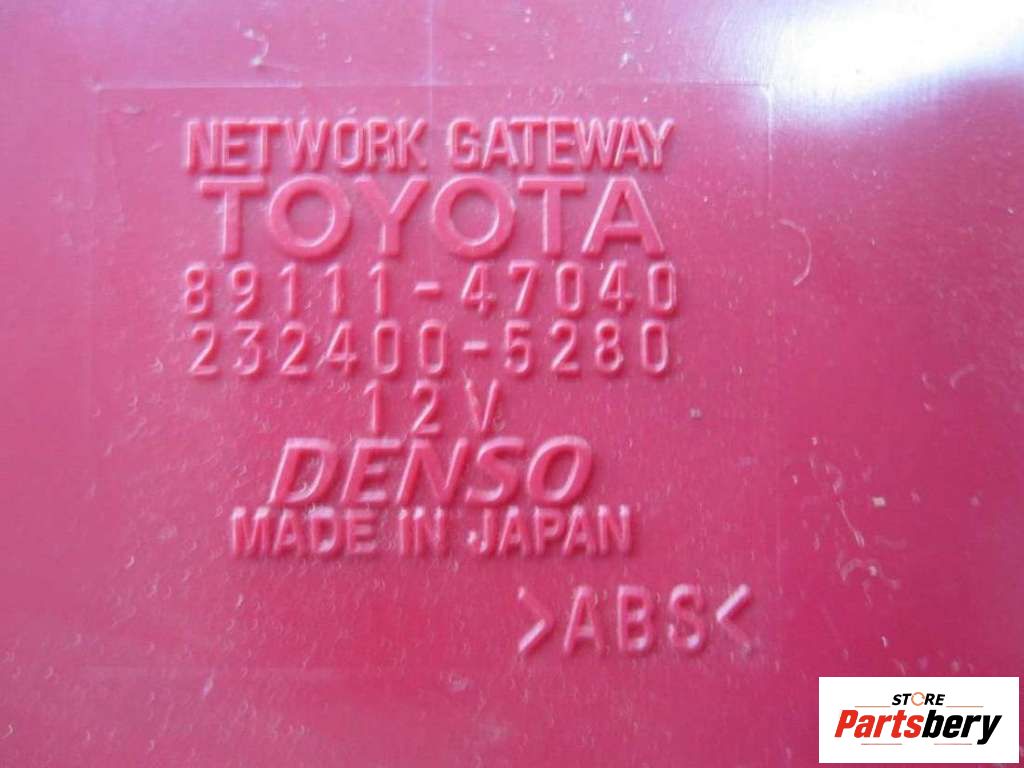 NETWORK GATEWAY
TOYOTA
89111-47040
232400-5280
12V
DENSO
MADE IN JAPAN
>ABS<
STORE
Partsbery